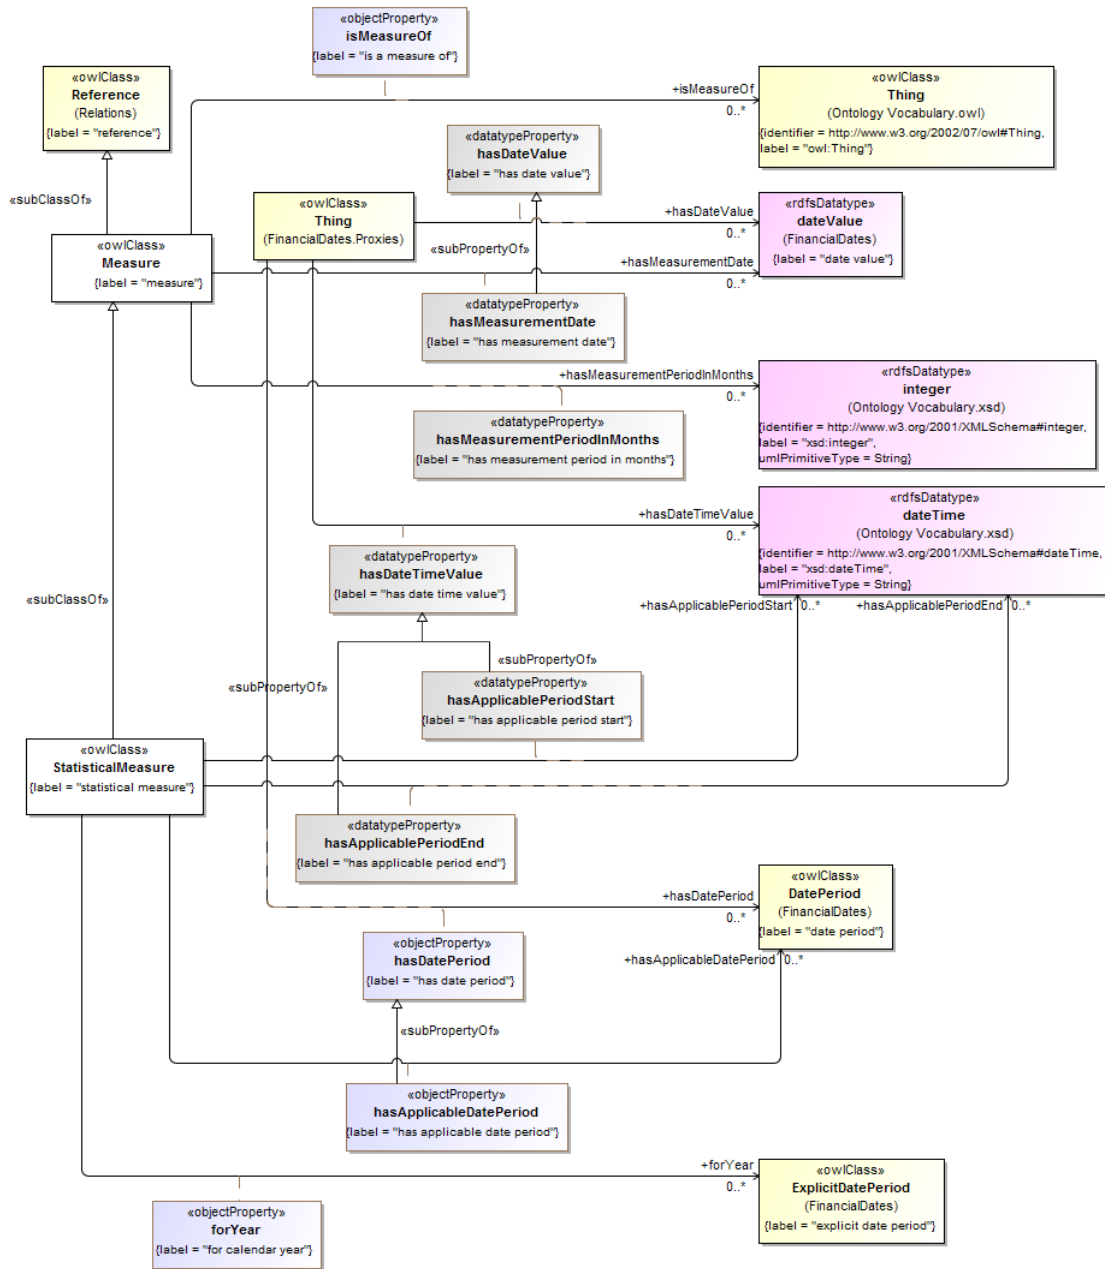 «objectProperty»
isMeasureOf
{label = "is a measure of"}
«owlClass»
Reference
(Relations)
{label = "reference"}
+isMeasureOf
0..*
«owlClass»
Thing
(Ontology Vocabulary.owl)
{identifier = http://www.w3.org/2002/07/owl#Thing,
label = "owl:Thing"}
«datatypeProperty»
hasDateValue
{label = "has date value"}
«subClassOf»
«owlClass»
Thing
(FinancialDates.Proxies)
+hasDateValue
0..*
«rdfsDatatype»
dateValue
(FinancialDates)
{label = "date value"}
«subPropertyOf»
«owlClass»
Measure
{label = "measure"}
+hasMeasurementDate
0..*
«datatypeProperty»
hasMeasurementDate
{label = "has measurement date"}
+hasMeasurementPeriodInMonths
0..*
«rdfsDatatype»
integer
(Ontology Vocabulary.xsd)
{identifier = http://www.w3.org/2001/XMLSchema#integer,
label = "xsd:integer",
umlPrimitiveType = String}
«datatypeProperty»
hasMeasurementPeriodInMonths
{label = "has measurement period in months"}
+hasDateTimeValue
0..*
«rdfsDatatype»
dateTime
(Ontology Vocabulary.xsd)
{identifier = http://www.w3.org/2001/XMLSchema#dateTime,
label = "xsd:dateTime",
umlPrimitiveType = String}
«datatypeProperty»
hasDateTimeValue
{label = "has date time value"}
«subClassOf»
+hasApplicablePeriodStart 0..*
+hasApplicablePeriodEnd 0..*
«subPropertyOf»
«subPropertyOf»
«datatypeProperty»
hasApplicablePeriodStart
{label = "has applicable period start"}
«owlClass»
StatisticalMeasure
{label = "statistical measure"}
«datatypeProperty»
hasApplicablePeriodEnd
{label = "has applicable period end"}
+hasDatePeriod
0..*
«owlClass»
DatePeriod
(FinancialDates)
{label = "date period"}
«objectProperty»
hasDatePeriod
{label = "has date period"}
+hasApplicableDatePeriod 0..*
«subPropertyOf»
«objectProperty»
hasApplicableDatePeriod
{label = "has applicable date period"}
+forYear
0..*
«owlClass»
ExplicitDatePeriod
(FinancialDates)
{label = "explicit date period"}
«objectProperty»
forYear
{label = "for calendar year"}